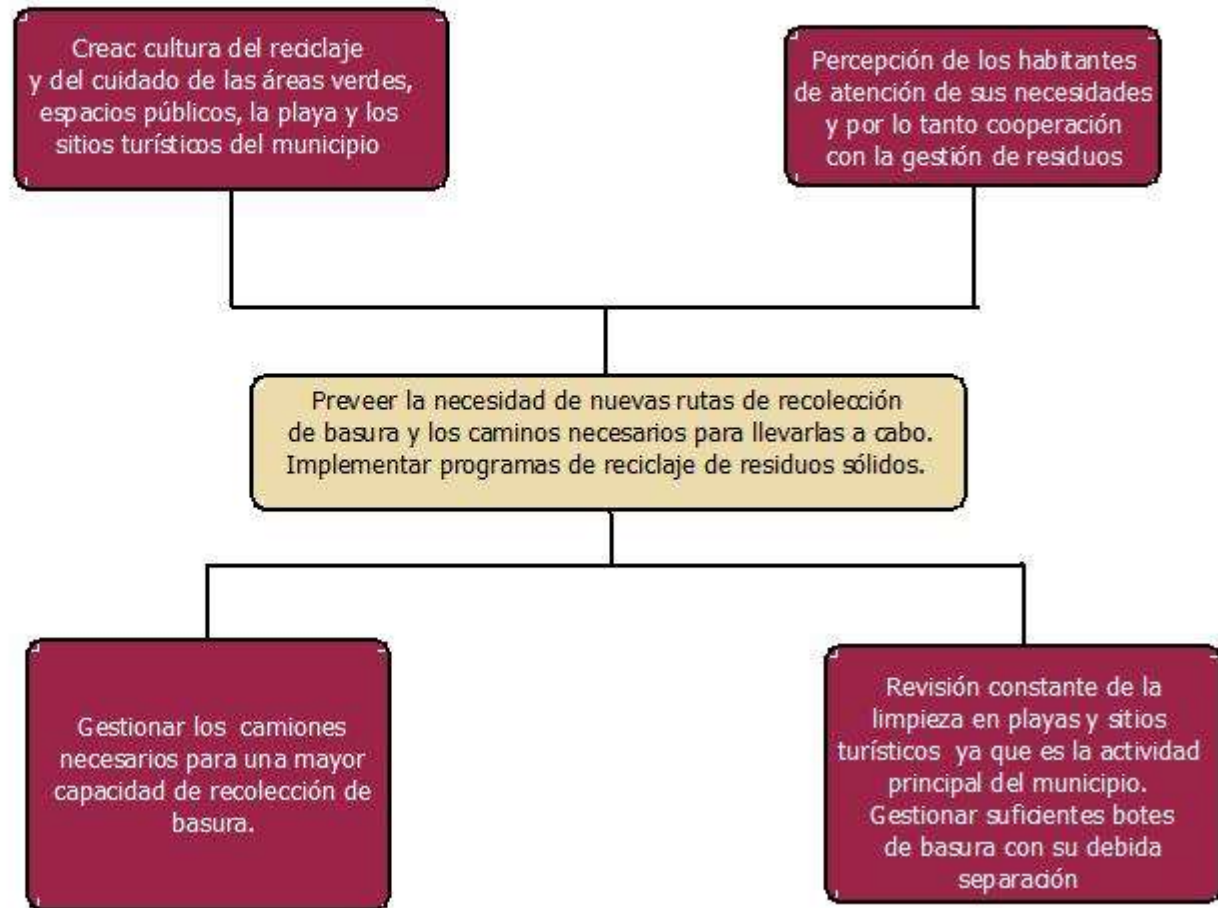 Creac cultura del reciclaje
y del cuidado de las áreas verdes,
espacios públicos, la playa y los
sitios turísticos del municipio
Percepción de los habitantes
de atención de sus necesidades
y por lo tanto cooperación
con la gestión de residuos
Preveer la necesidad de nuevas rutas de recolección
de basura y los caminos necesarios para llevarlas a cabo.
Implementar programas de reciclaje de residuos sólidos.
Gestionar los camiones
necesarios para una mayor
capacidad de recolección de
basura.
Revisión constante de la
limpieza en playas y sitios
turísticos ya que es la actividad
principal del municipio.
Gestionar suficientes botes
de basura con su debida
separación